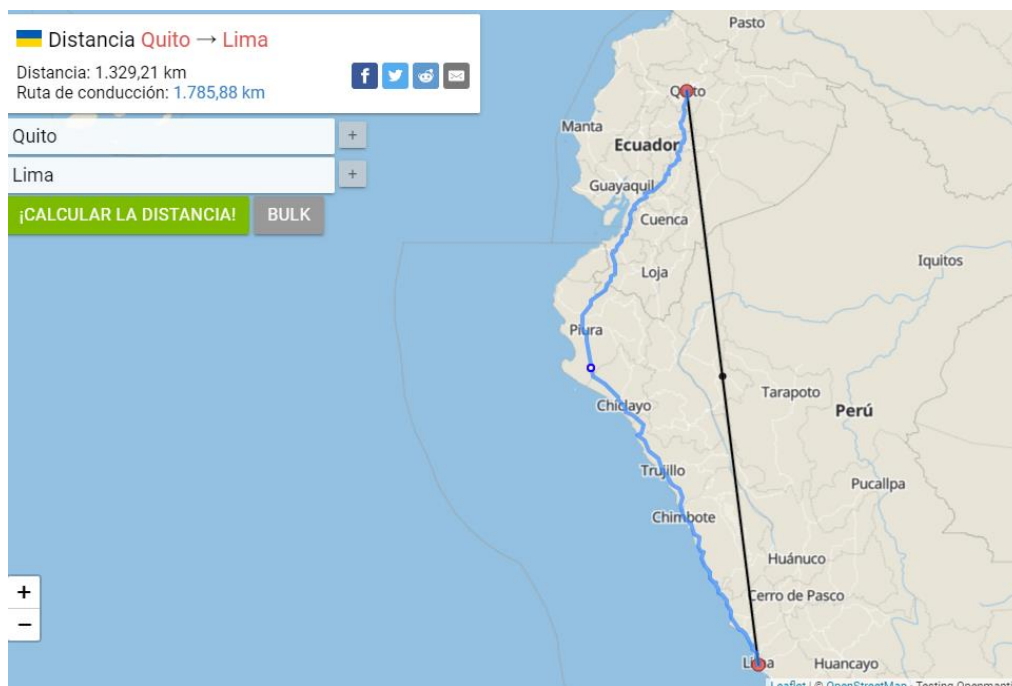 Distancia Quito → Lima
Distancia: 1.329,21 km
Ruta de conducción: 1.785,88 km
Quito
+
Lima
+
¡CALCULAR LA DISTANCIA!
BULK
Pasto
Quito
Manta
Ecuador
Guayaquil
Cuenca
Iquitos
Loja
Piura
Tarapoto
Chiclayo
Perú
Trujillo
Pucallpa
Chimbote
Huánuco
Cerro de Pasco
+
−
Lima
Huancayo
Leaflet | © OpenStreetMap - Testing Openmapti